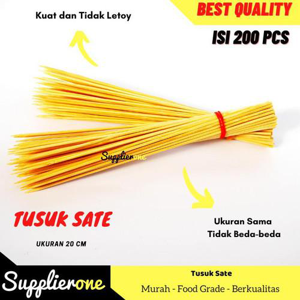 BEST QUALITY
Kuat dan Tidak Letoy
ISI 200 PCS
Supplierone
TUSUK SATE
UKURAN 20 CM
Ukuran Sama
Tidak Beda-beda
Supplierone
Tusuk Sate
Murah - Food Grade - Berkualitas